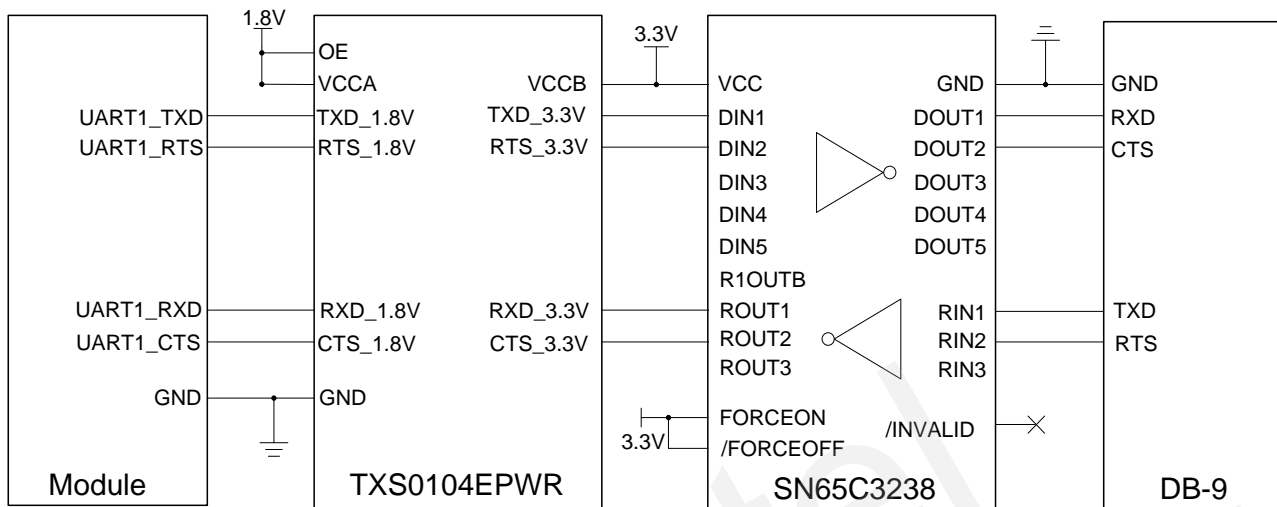 1.8V
3.3V
OE
VCCA
VCCB
VCC
GND
GND
UART1_TXD
TXD_1.8V
TXD_3.3V
DIN1
DOUT1
RXD
UART1_RTS
RTS_1.8V
RTS_3.3V
DIN2
DOUT2
CTS
DIN3
DOUT3
DIN4
DOUT4
DIN5
DOUT5
R1OUTB
UART1_RXD
RXD_1.8V
RXD_3.3V
ROUT1
RIN1
TXD
UART1_CTS
CTS_1.8V
CTS_3.3V
ROUT2
RIN2
RTS
ROUT3
RIN3
GND
GND
FORCEON
3.3V
/FORCEOFF
/INVALID
Module
TXS0104EPWR
SN65C3238
DB-9